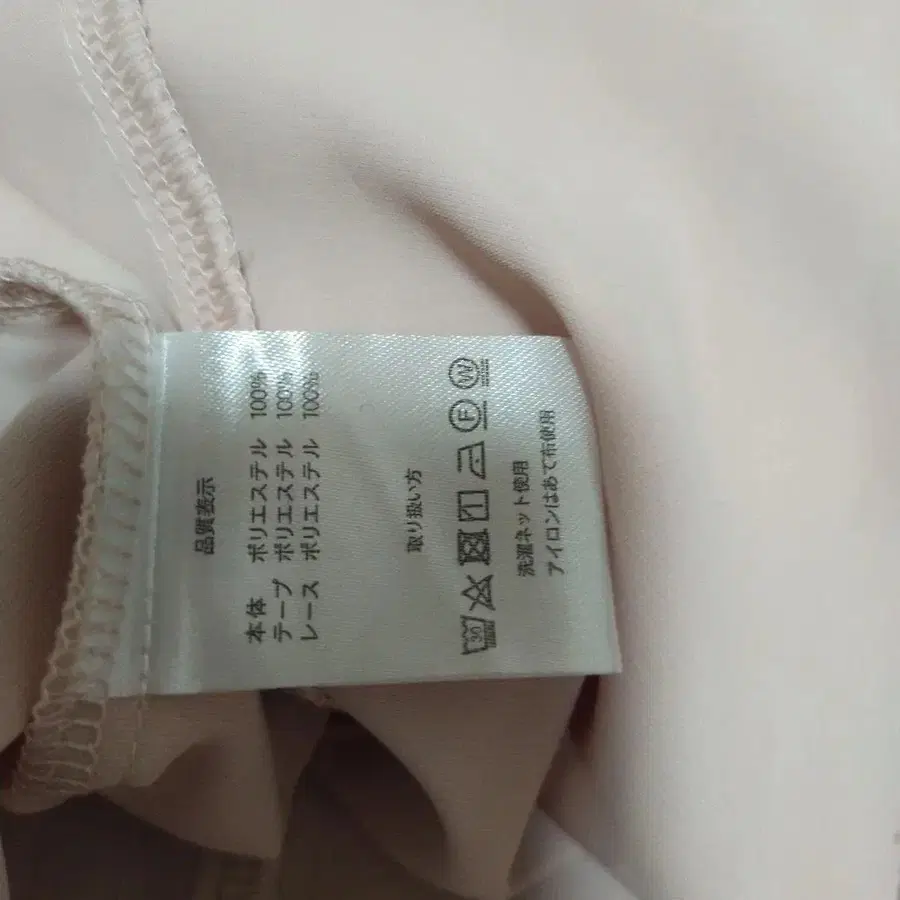 品質表示
本体 ポリエステル 100%
テープ ポリエステル 100%
レース ポリエステル 100%
取り扱い方
30 F W
洗濯ネット使用
アイロンはあて布使用